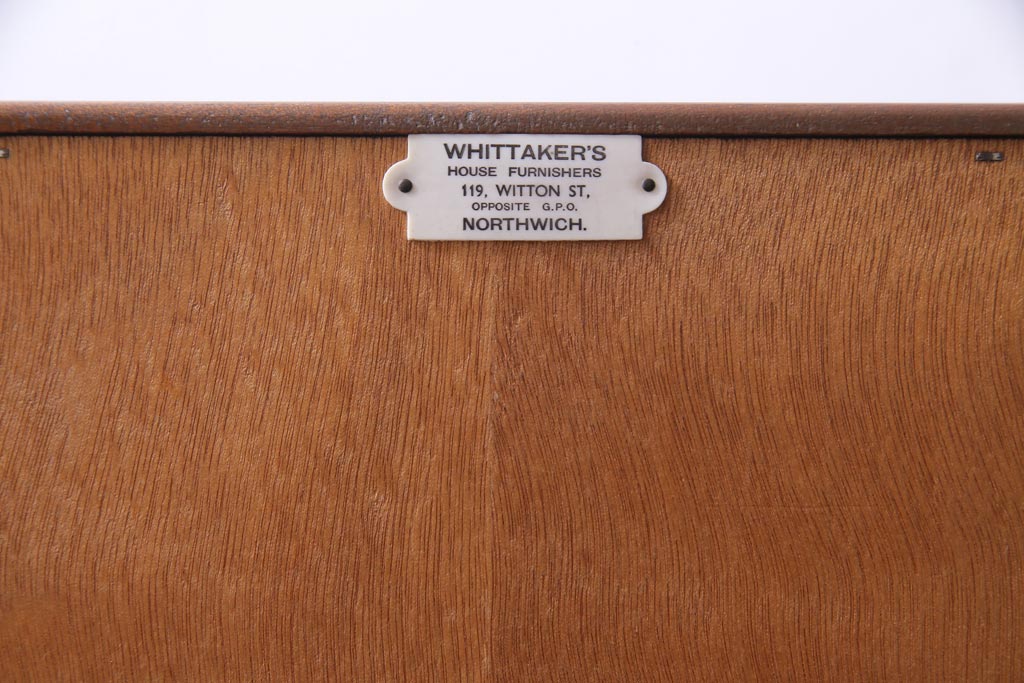 WHITTAKER'S
HOUSE FURNISHERS
119, WITTON ST,
OPPOSITE G.P.O.
NORTHWICH.